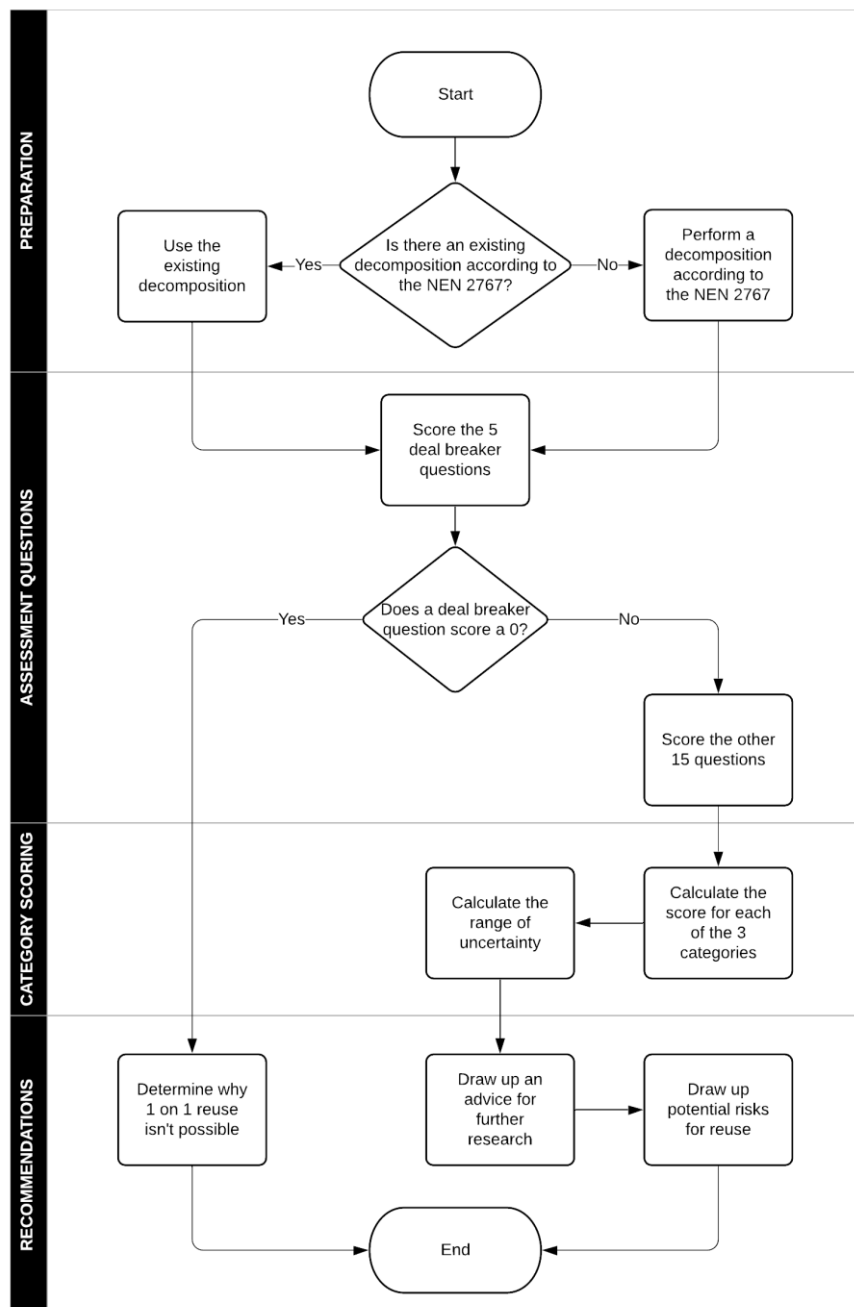 PREPARATION
Start
Is there an existing
decomposition according to
the NEN 2767?
Yes
No
Use the
existing
decomposition
Perform a
decomposition
according to
the NEN 2767
ASSESSMENT QUESTIONS
Score the 5
deal breaker
questions
Does a deal breaker
question score a 0?
Yes
No
Score the other
15 questions
CATEGORY SCORING
Calculate the
range of
uncertainty
Calculate the
score for each
of the 3
categories
RECOMMENDATIONS
Determine why
1 on 1 reuse
isn't possible
Draw up an
advice for
further
research
Draw up
potential risks
for reuse
End